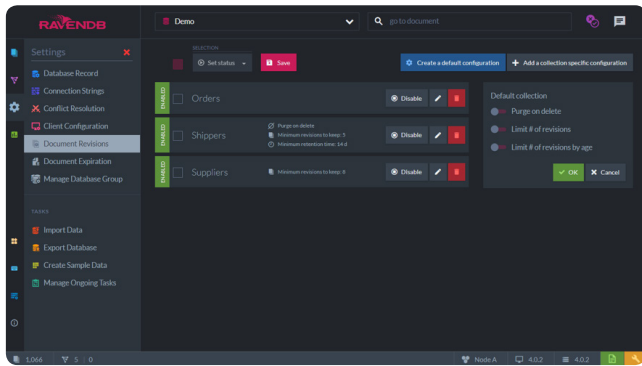 RAVENDB
Demo
go to document
Settings
Database Record
Connection Strings
Conflict Resolution
Client Configuration
Document Revisions
Document Expiration
Manage Database Group
TASKS
Import Data
Export Database
Create Sample Data
Manage Ongoing Tasks
SELECTION
Set status
Save
Create a default configuration
Add a collection specific configuration
ENABLED
Orders
Disable
ENABLED
Shippers
Purge on delete
Minimum revisions to keep: 5
Minimum retention time: 14 d
Disable
ENABLED
Suppliers
Minimum revisions to keep: 6
Disable
Default collection
Purge on delete
Limit # of revisions
Limit # of revisions by age
OK
Cancel
1,066
5
0
Node A
4.0.2
4.0.2